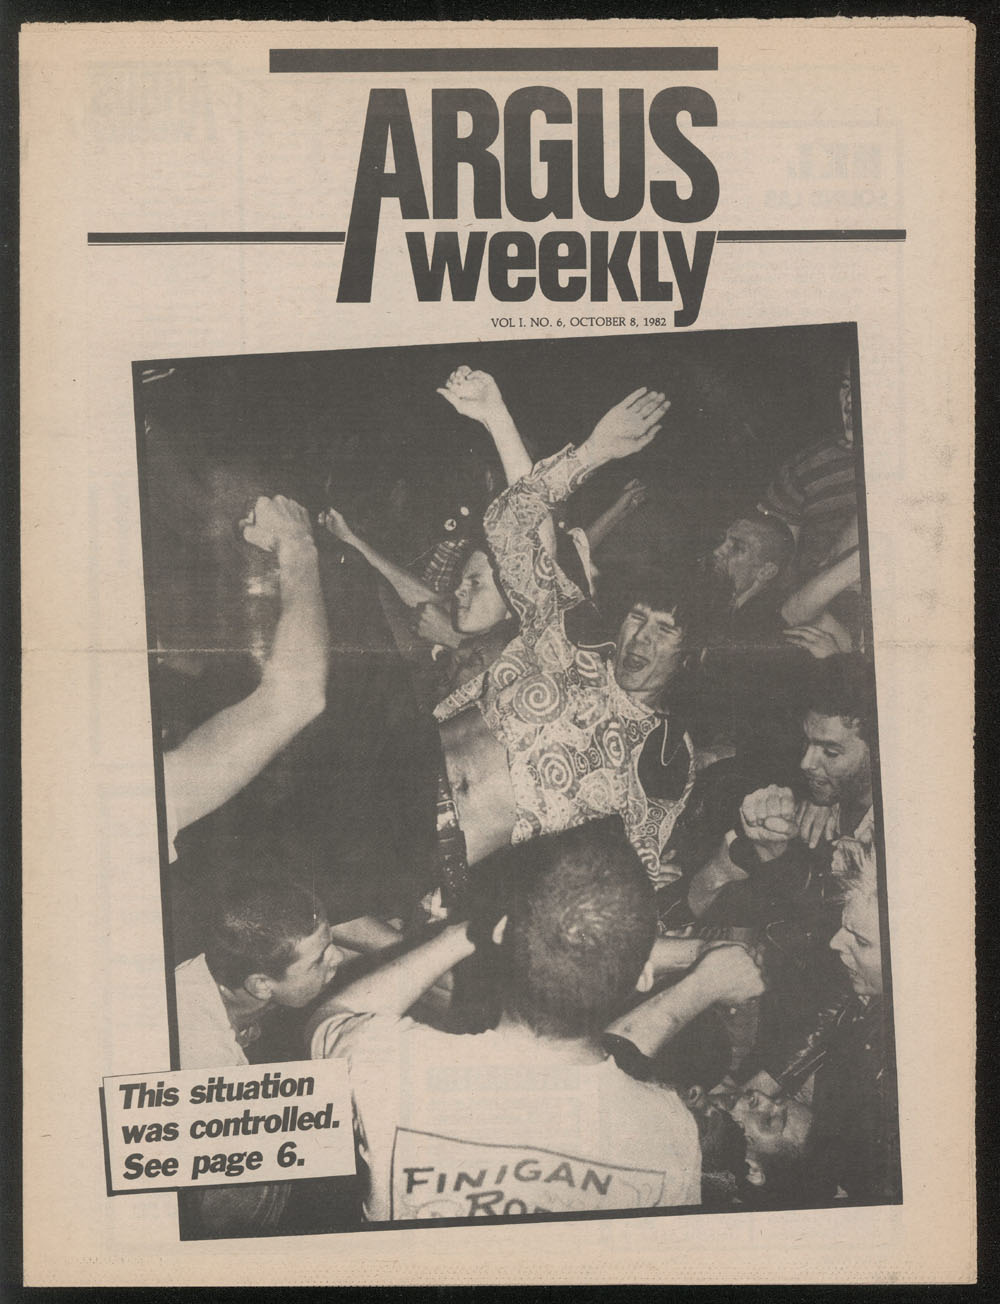 ARGUS
weekly
VOL I. NO. 6, OCTOBER 8, 1982
This situation
was controlled.
See page 6.
FINIGAN